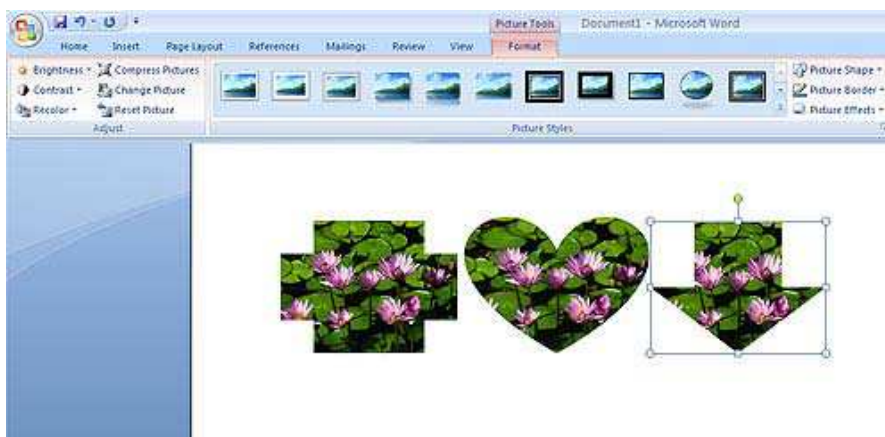 Picture Tools Document1 - Microsoft Word
Home Insert Page Layout References Mailings Review View Format
Brightness Compress Pictures Picture Shape
Contrast Change Picture Picture Border
Recolor Reset Picture Picture Effects
Adjust Picture Styles